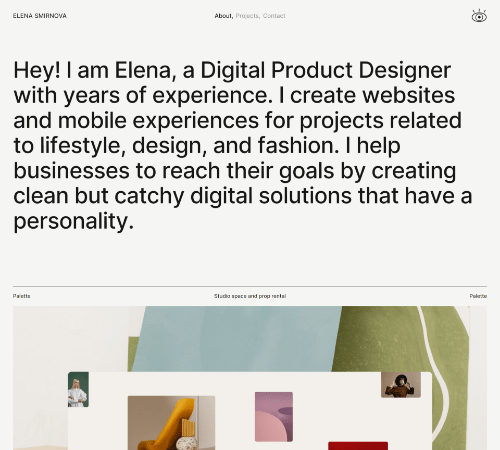 ELENA SMIRNOVA
About, Projects, Contact
Hey! I am Elena, a Digital Product Designer
with years of experience. I create websites
and mobile experiences for projects related
to lifestyle, design, and fashion. I help
businesses to reach their goals by creating
clean but catchy digital solutions that have a
personality.
Palette
Studio space and prop rental
Palette